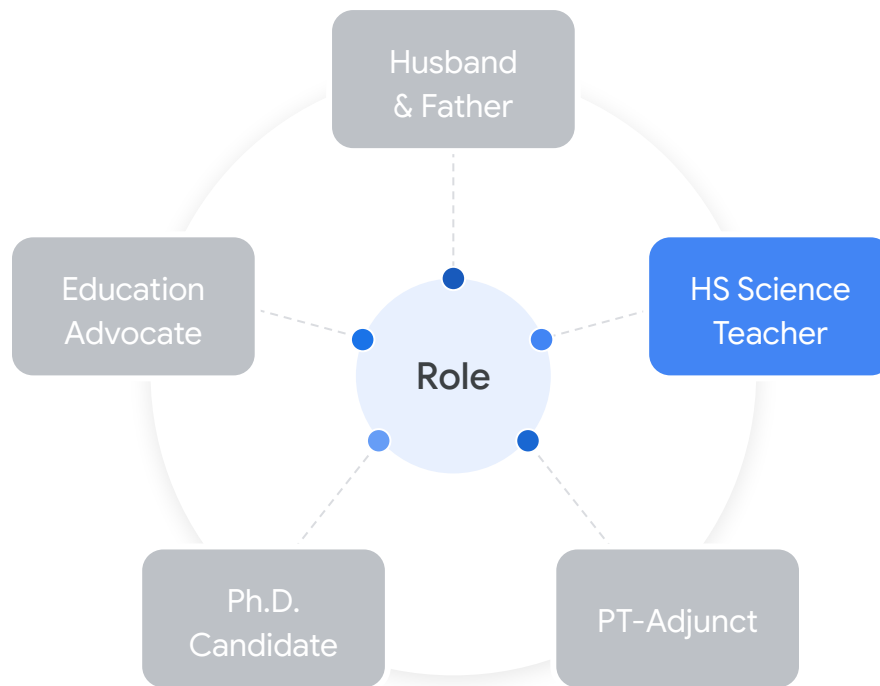 Husband
& Father
Education
Advocate
HS Science
Teacher
Role
Ph.D.
Candidate
PT-Adjunct